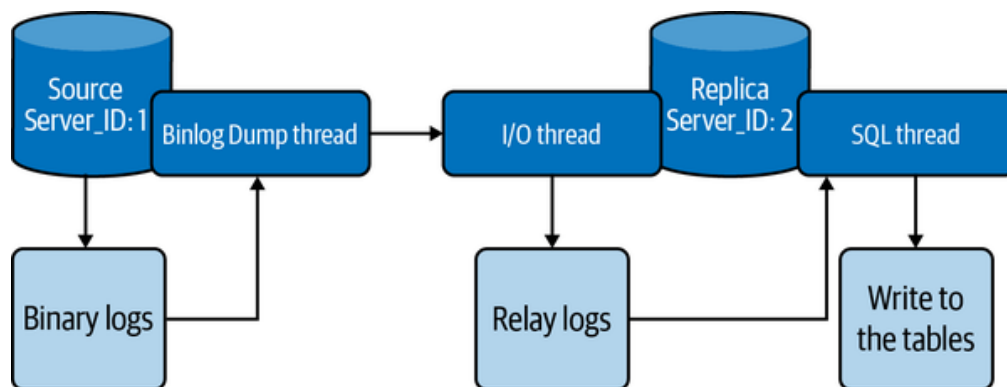 Source
Server_ID: 1
Binlog Dump thread
I/O thread
Replica
Server_ID: 2
SQL thread
Binary logs
Relay logs
Write to
the tables